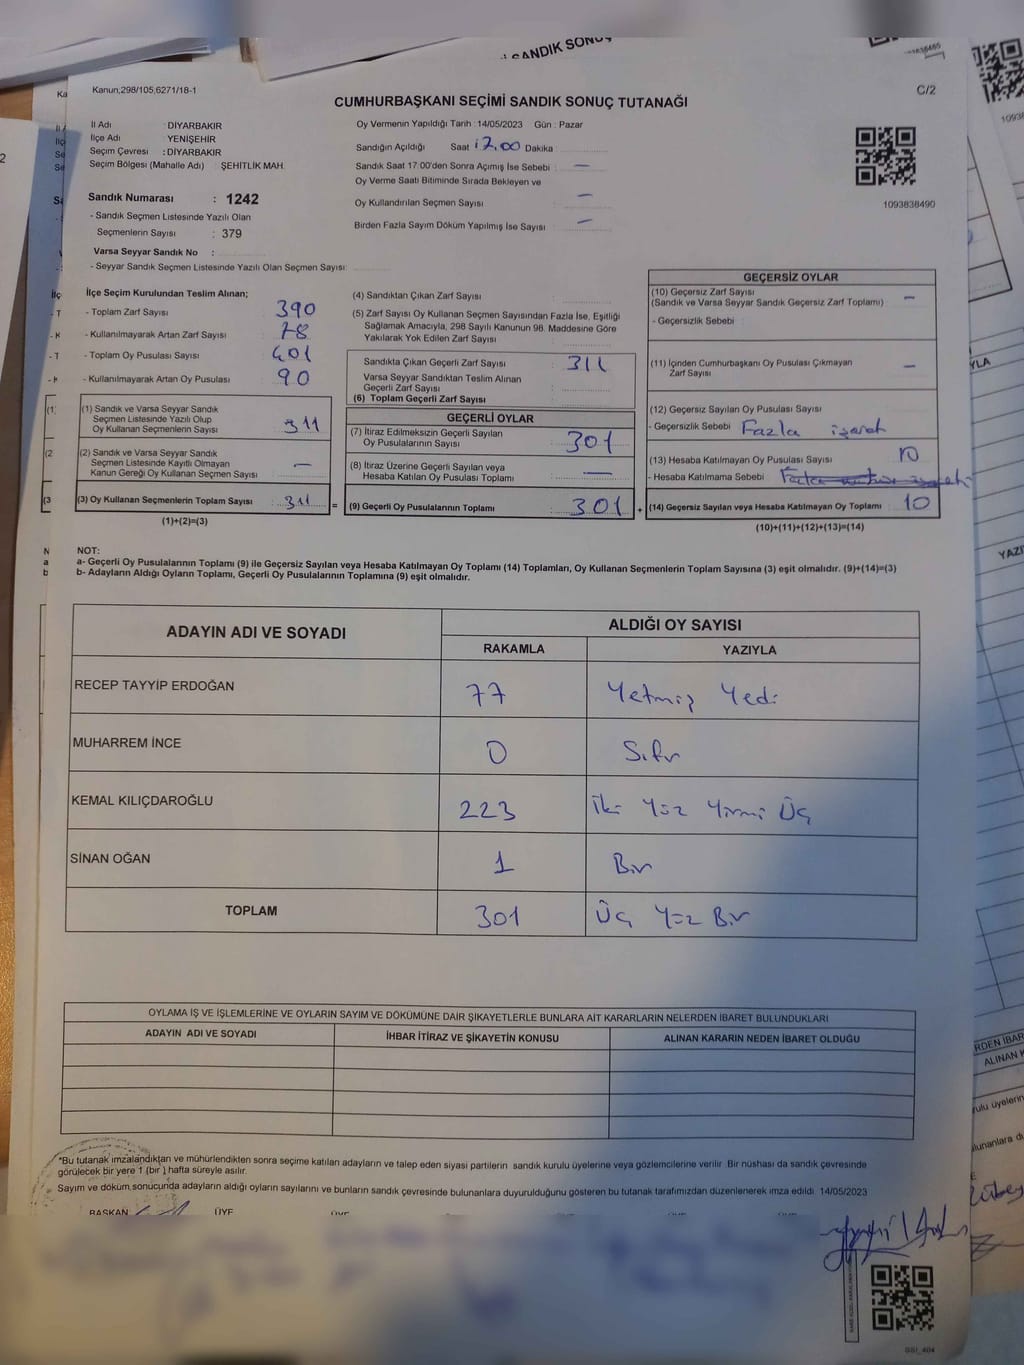 SANDIK SONUÇ
Kanun,298/105,6271/18-1
C/2
CUMHURBAŞKANI SEÇİMİ SANDIK SONUÇ TUTANAĞI
İl Adı : DİYARBAKIR
İlçe Adı : YENİŞEHİR
Seçim Çevresi : DİYARBAKIR
Seçim Bölgesi (Mahalle Adı) : ŞEHİTLİK MAH.
Sandık Numarası : 1242
- Sandık Seçmen Listesinde Yazılı Olan
Seçmenlerin Sayısı : 379
Varsa Seyyar Sandık No :
- Seyyar Sandık Seçmen Listesinde Yazılı Olan Seçmen Sayısı:
Oy Vermenin Yapıldığı Tarih : 14/05/2023 Gün : Pazar
Sandığın Açıldığı Saat 17.00 Dakika :
Sandık Saat 17:00'den Sonra Açımış İse Sebebi : —
Oy Verme Saati Bitiminde Sırada Bekleyen ve
Oy Kullandırılan Seçmen Sayısı : —
Birden Fazla Sayım Döküm Yapılmış İse Sayısı : —
1093838490
İlçe Seçim Kurulundan Teslim Alınan;
- Toplam Zarf Sayısı : 390
- Kullanılmayarak Artan Zarf Sayısı : 78
- Toplam Oy Pusulası Sayısı : 401
- Kullanılmayarak Artan Oy Pusulası : 90
(1) Sandık ve Varsa Seyyar Sandık
Seçmen Listesinde Yazılı Olup
Oy Kullanan Seçmenlerin Sayısı : 311
(2) Sandık ve Varsa Seyyar Sandık
Seçmen Listesinde Kayıtlı Olmayan
Kanun Gereği Oy Kullanan Seçmen Sayısı : —
(3) Oy Kullanan Seçmenlerin Toplam Sayısı : 311
(1)+(2)=(3)
(4) Sandıktan Çıkan Zarf Sayısı :
(5) Zarf Sayısı Oy Kullanan Seçmen Sayısından Fazla İse, Eşitliği
Sağlamak Amacıyla, 298 Sayılı Kanunun 98. Maddesine Göre
Yakılarak Yok Edilen Zarf Sayısı :
Sandıkta Çıkan Geçerli Zarf Sayısı : 311
Varsa Seyyar Sandıktan Teslim Alınan
Geçerli Zarf Sayısı :
(6) Toplam Geçerli Zarf Sayısı :
GEÇERLİ OYLAR
(7) İtiraz Edilmeksizin Geçerli Sayılan
Oy Pusulalarının Sayısı : 301
(8) İtiraz Üzerine Geçerli Sayılan veya
Hesaba Katılan Oy Pusulası Toplamı : —
(9) Geçerli Oy Pusulalarının Toplamı : 301
GEÇERSİZ OYLAR
(10) Geçersiz Zarf Sayısı : —
(Sandık ve Varsa Seyyar Sandık Geçersiz Zarf Toplamı)
- Geçersizlik Sebebi :
(11) İçinden Cumhurbaşkanı Oy Pusulası Çıkmayan
Zarf Sayısı : —
(12) Geçersiz Sayılan Oy Pusulası Sayısı :
- Geçersizlik Sebebi Fazla işaret
(13) Hesaba Katılmayan Oy Pusulası Sayısı : 10
- Hesaba Katılmama Sebebi :
(14) Geçersiz Sayılan veya Hesaba Katılmayan Oy Toplamı : 10
(10)+(11)+(12)+(13)=(14)
NOT:
a- Geçerli Oy Pusulalarının Toplamı (9) ile Geçersiz Sayılan veya Hesaba Katılmayan Oy Toplamı (14) Toplamları, Oy Kullanan Seçmenlerin Toplam Sayısına (3) eşit olmalıdır. (9)+(14)=(3)
b- Adayların Aldığı Oyların Toplamı, Geçerli Oy Pusulalarının Toplamına (9) eşit olmalıdır.
ADAYIN ADI VE SOYADI ALDIĞI OY SAYISI
RAKAMLA YAZIYLA
RECEP TAYYİP ERDOĞAN 77 Yetmiş Yedi
MUHARREM İNCE 0 Sıfır
KEMAL KILIÇDAROĞLU 223 İki Yüz Yirmi Üç
SİNAN OĞAN 1 Bir
TOPLAM 301 Üç Yüz Bir
OYLAMA İŞ VE İŞLEMLERİNE VE OYLARIN SAYIM VE DÖKÜMÜNE DAİR ŞİKAYETLERLE BUNLARA AİT KARARLARIN NELERDEN İBARET BULUNDUKLARI
ADAYIN ADI VE SOYADI İHBAR İTİRAZ VE ŞİKAYETİN KONUSU ALINAN KARARIN NEDEN İBARET OLDUĞU
*Bu tutanak imzalandıktan ve mühürlendikten sonra seçime katılan adayların ve talep eden siyasi partilerin sandık kurulu üyelerine veya gözlemcilerine verilir. Bir nüshası da sandık çevresinde
görülecek bir yere 1 (bir ) hafta süreyle asılır.
Sayım ve döküm sonucunda adayların aldığı oyların sayılarını ve bunların sandık çevresinde bulunanlara duyurulduğunu gösteren bu tutanak tarafımızdan düzenlenerek imza edildi. 14/05/2023
BAŞKAN ÜYE
GSI_404